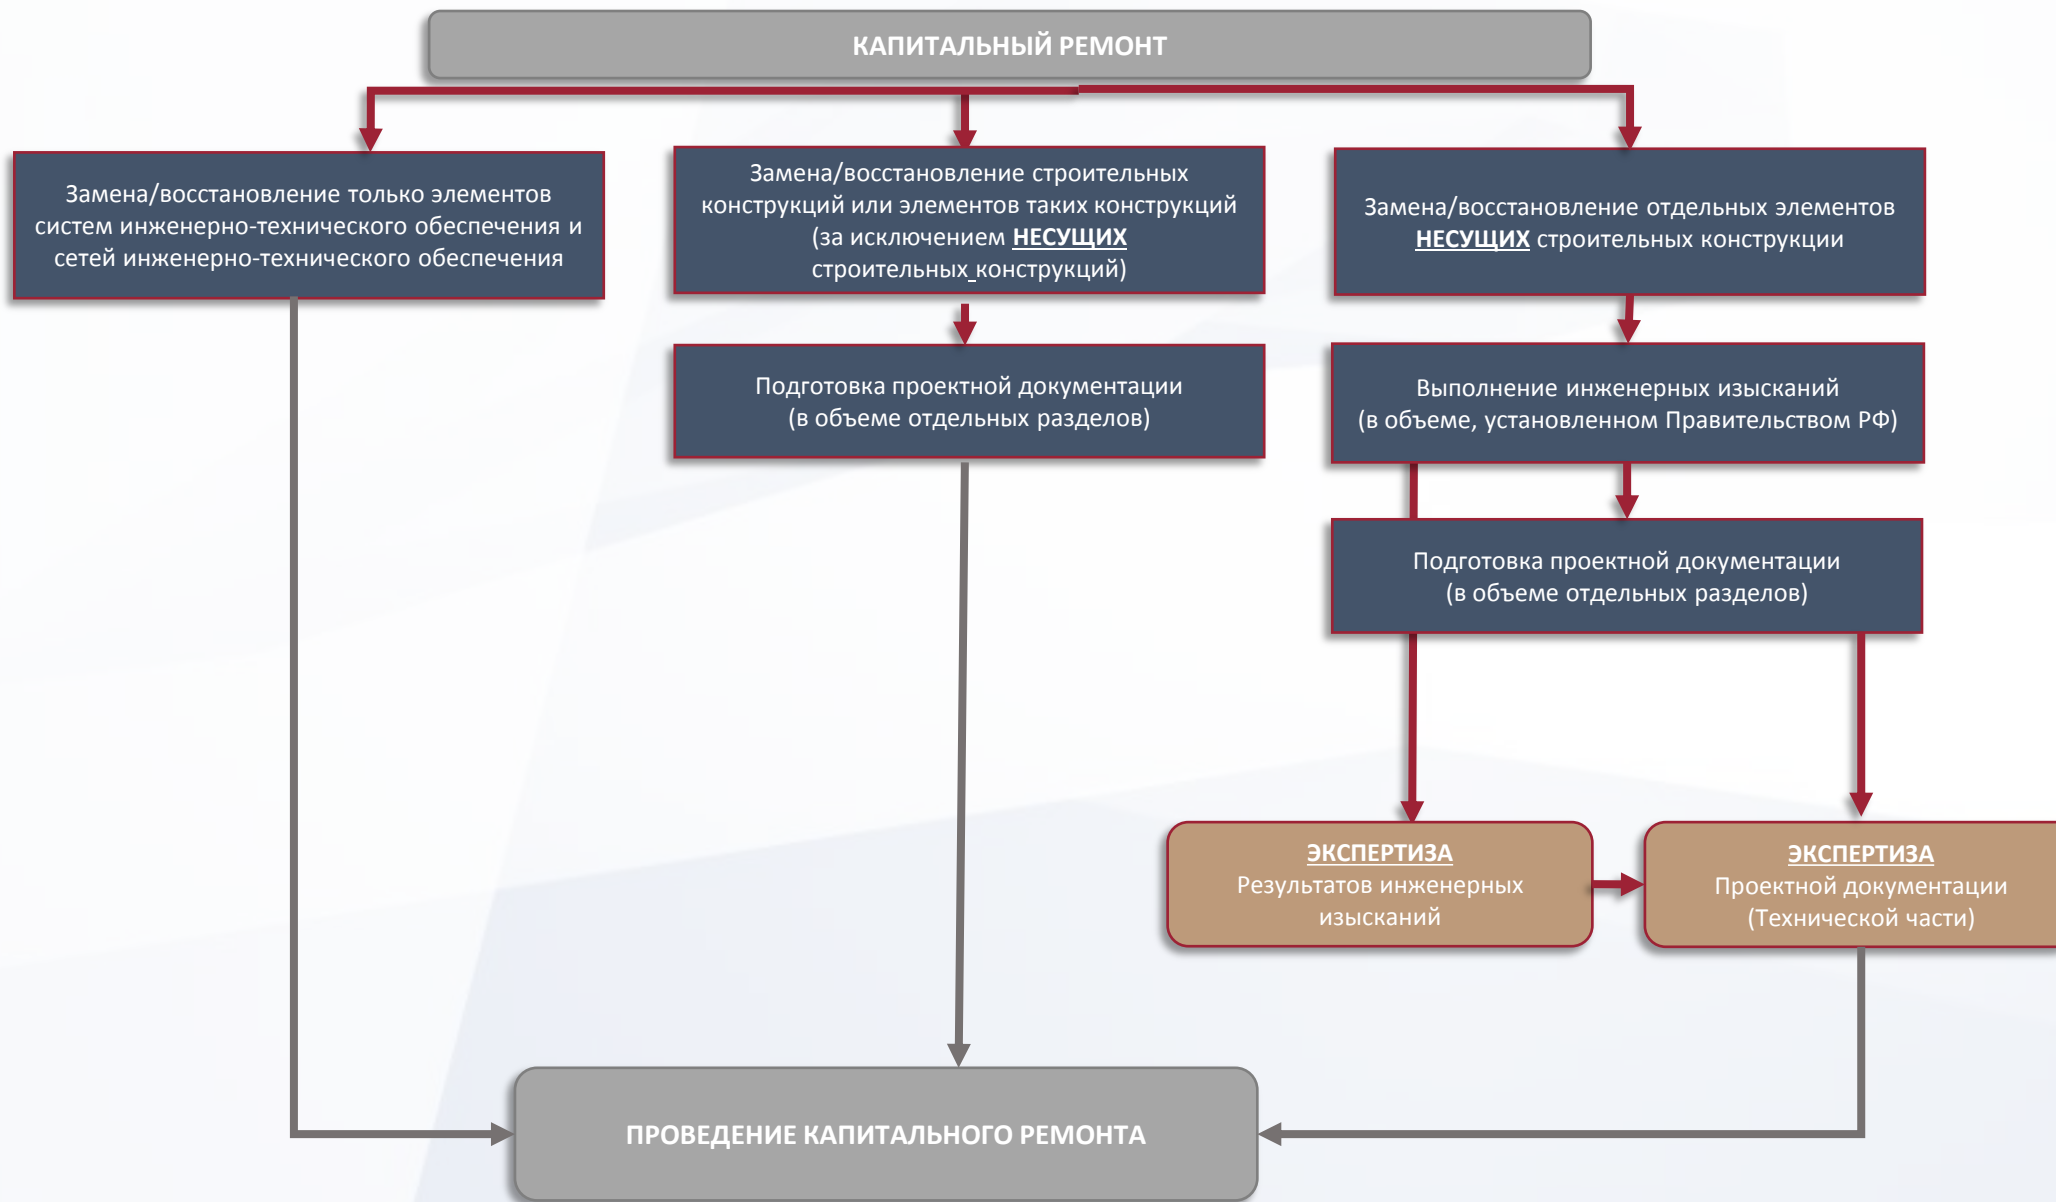 КАПИТАЛЬНЫЙ РЕМОНТ
Замена/восстановление только элементов
систем инженерно-технического обеспечения и
сетей инженерно-технического обеспечения
Замена/восстановление строительных
конструкций или элементов таких конструкций
(за исключением НЕСУЩИХ
строительных конструкций)
Замена/восстановление отдельных элементов
НЕСУЩИХ строительных конструкции
Подготовка проектной документации
(в объеме отдельных разделов)
Выполнение инженерных изысканий
(в объеме, установленном Правительством РФ)
Подготовка проектной документации
(в объеме отдельных разделов)
ЭКСПЕРТИЗА
Результатов инженерных
изысканий
ЭКСПЕРТИЗА
Проектной документации
(Технической части)
ПРОВЕДЕНИЕ КАПИТАЛЬНОГО РЕМОНТА